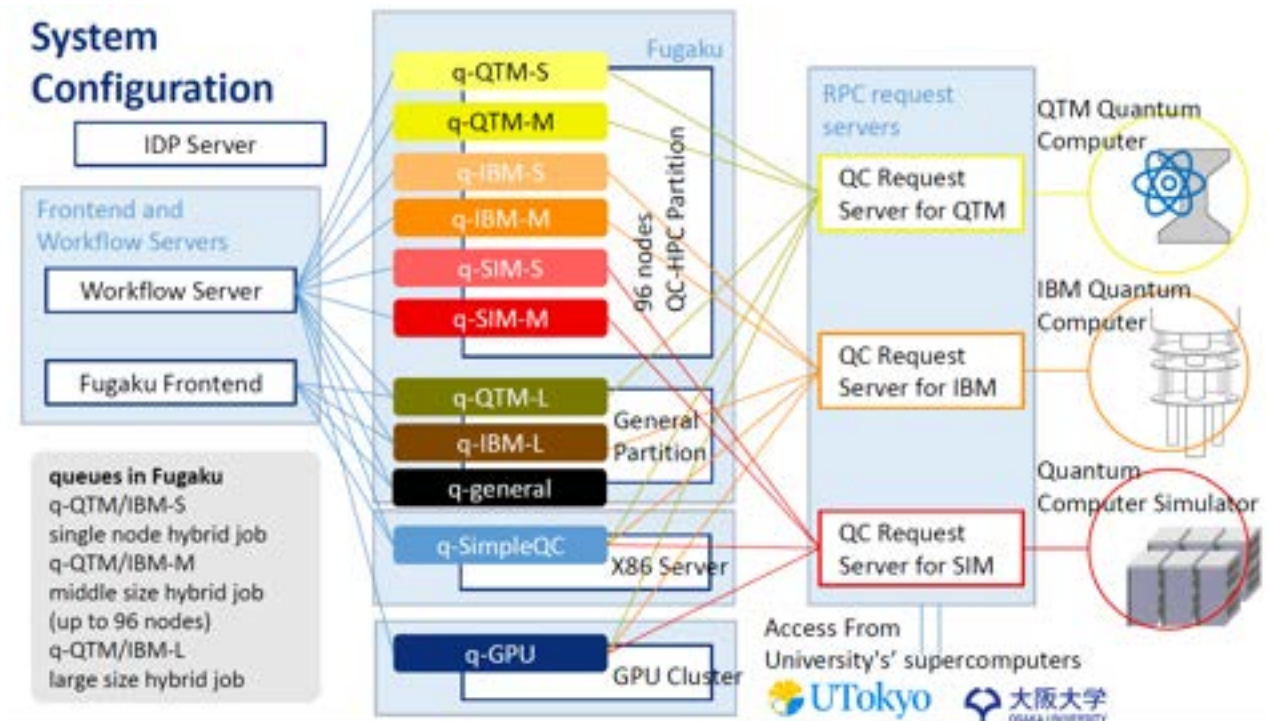 System
Configuration
IDP Server
Frontend and
Workflow Servers
Workflow Server
Fugaku Frontend
queues in Fugaku
q-QTM/IBM-S
single node hybrid job
q-QTM/IBM-M
middle size hybrid job
(up to 96 nodes)
q-QTM/IBM-L
large size hybrid job
Fugaku
q-QTM-S
q-QTM-M
q-IBM-S
q-IBM-M
q-SIM-S
q-SIM-M
96 nodes
QC-HPC Partition
q-QTM-L
q-IBM-L
q-general
General
Partition
q-SimpleQC
X86 Server
q-GPU
GPU Cluster
RPC request
servers
QC Request
Server for QTM
QC Request
Server for IBM
QC Request
Server for SIM
QTM Quantum
Computer
IBM Quantum
Computer
Quantum
Computer Simulator
Access From
University's' supercomputers
UTokyo
大阪大学
OSAKA UNIVERSITY